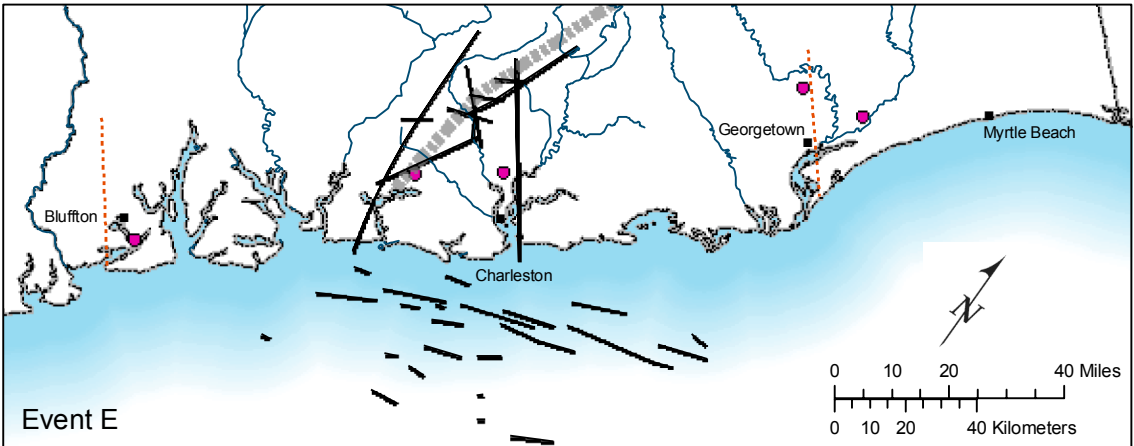 Georgetown
Myrtle Beach
Bluffton
Charleston
N
0 10 20 40 Miles
0 10 20 40 Kilometers
Event E